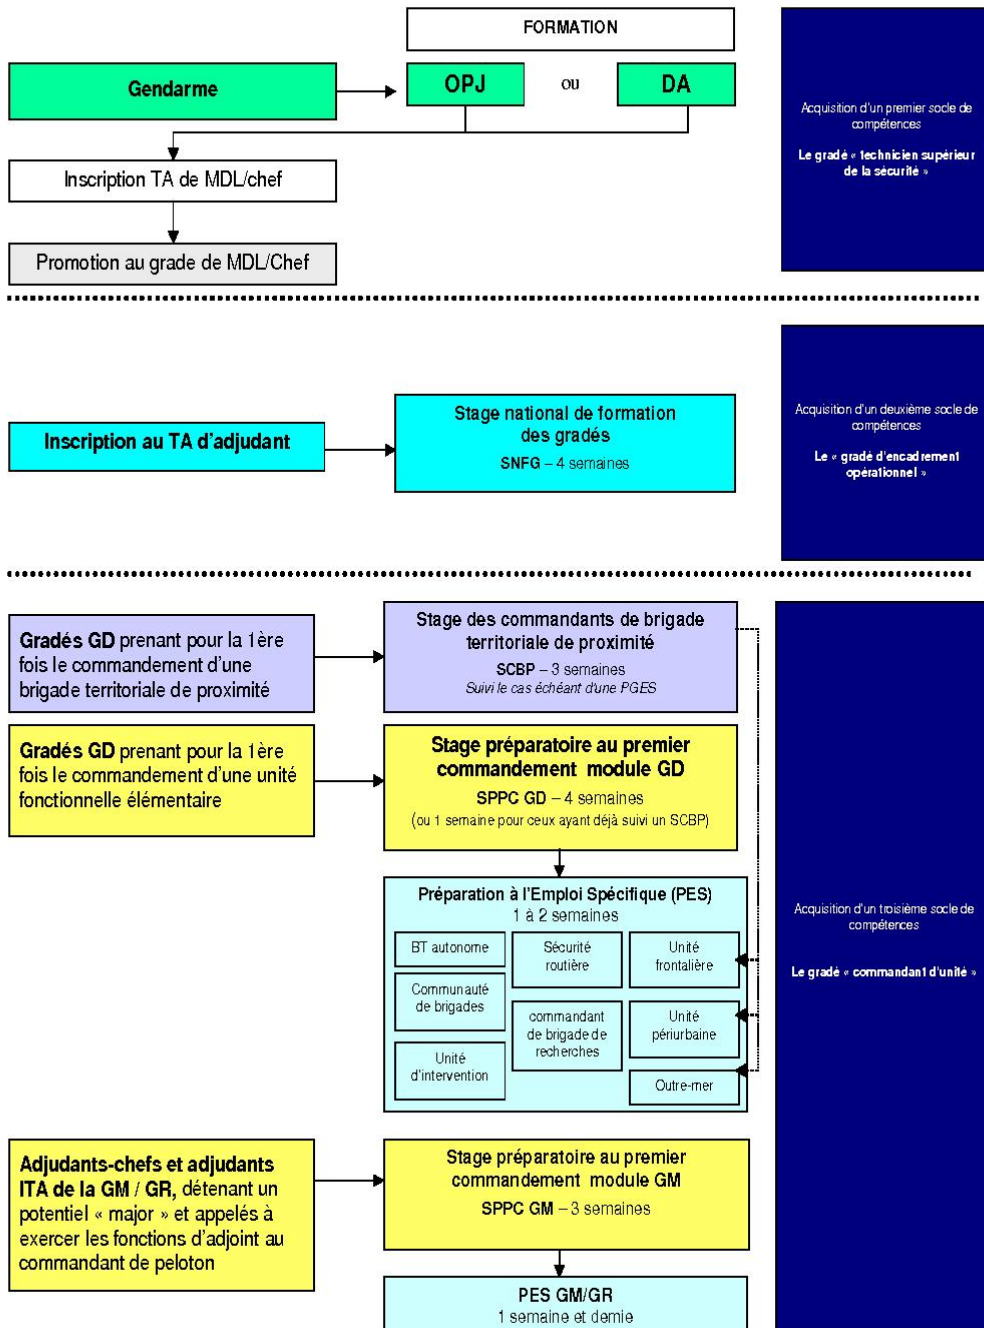 FORMATION
Gendarme
OPJ
ou
DA
Inscription TA de MDL/chef
Promotion au grade de MDL/Chef
Acquisition d'un premier socle de
compétences
Le gradé « technicien supérieur
de la sécurité »
Inscription au TA d'adjudant
Stage national de formation
des gradés
SNFG – 4 semaines
Acquisition d'un deuxième socle de
compétences
Le « gradé d'encadrement
opérationnel »
Gradés GD prenant pour la 1ère
fois le commandement d'une
brigade territoriale de proximité
Stage des commandants de brigade
territoriale de proximité
SCBP – 3 semaines
Suivi le cas échéant d'une PGES
Gradés GD prenant pour la 1ère
fois le commandement d'une unité
fonctionnelle élémentaire
Stage préparatoire au premier
commandement module GD
SPPC GD – 4 semaines
(ou 1 semaine pour ceux ayant déjà suivi un SCBP)
Préparation à l'Emploi Spécifique (PES)
1 à 2 semaines
BT autonome
Communauté
de brigades
Unité
d'intervention
Sécurité
routière
commandant
de brigade de
recherches
Unité
frontalière
Unité
périurbaine
Outre-mer
Acquisition d'un troisième socle de
compétences
Le gradé « commandant d'unité »
Adjudants-chefs et adjudants
ITA de la GM / GR, détenant un
potentiel « major » et appelés à
exercer les fonctions d'adjoint au
commandant de peloton
Stage préparatoire au premier
commandement module GM
SPPC GM – 3 semaines
PES GM/GR
1 semaine et demie